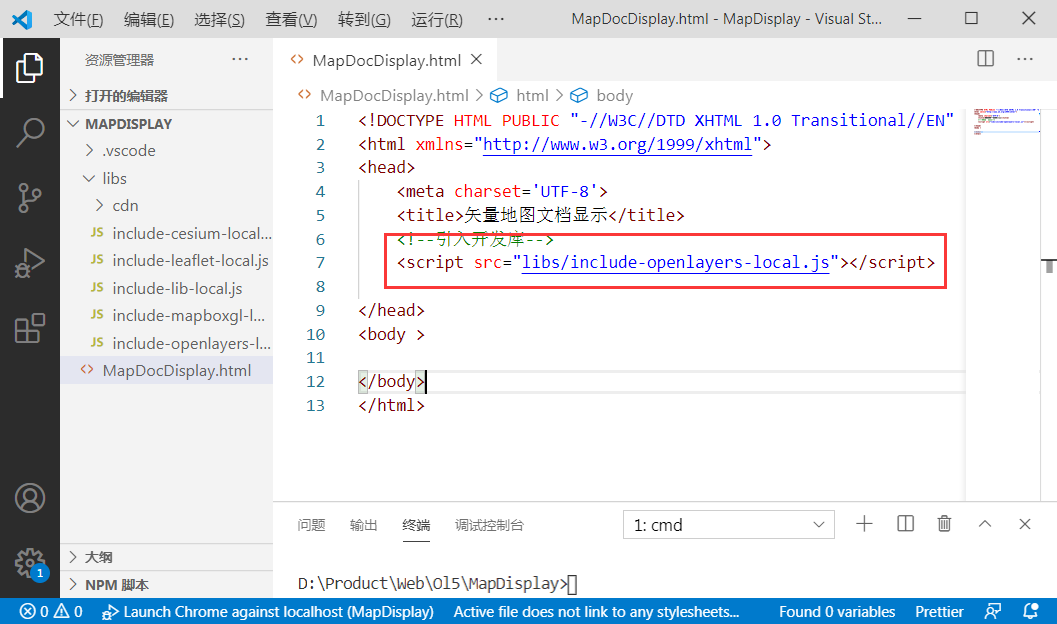 文件(F) 编辑(E) 选择(S) 查看(V) 转到(G) 运行(R) ··· MapDocDisplay.html - MapDisplay - Visual St...
资源管理器 ···
打开的编辑器
MAPDISPLAY
.vscode
libs
cdn
JS include-cesium-local...
JS include-leaflet-local.js
JS include-lib-local.js
JS include-mapboxgl-l...
JS include-openlayers-l...
<> MapDocDisplay.html
大纲
NPM 脚本
1
<> MapDocDisplay.html ×
<> MapDocDisplay.html > html > body
1 <!DOCTYPE HTML PUBLIC "-//W3C//DTD XHTML 1.0 Transitional//EN"
2 <html xmlns="http://www.w3.org/1999/xhtml">
3 <head>
4 <meta charset='UTF-8'>
5 <title>矢量地图文档显示</title>
6 <!--引入开发库-->
7 <script src="libs/include-openlayers-local.js"></script>
8
9 </head>
10 <body >
11
12 </body>
13 </html>
问题 输出 终端 调试控制台 1: cmd
D:\Product\Web\Ol5\MapDisplay>
0 0 Launch Chrome against localhost (MapDisplay) Active file does not link to any stylesheets... Found 0 variables Prettier